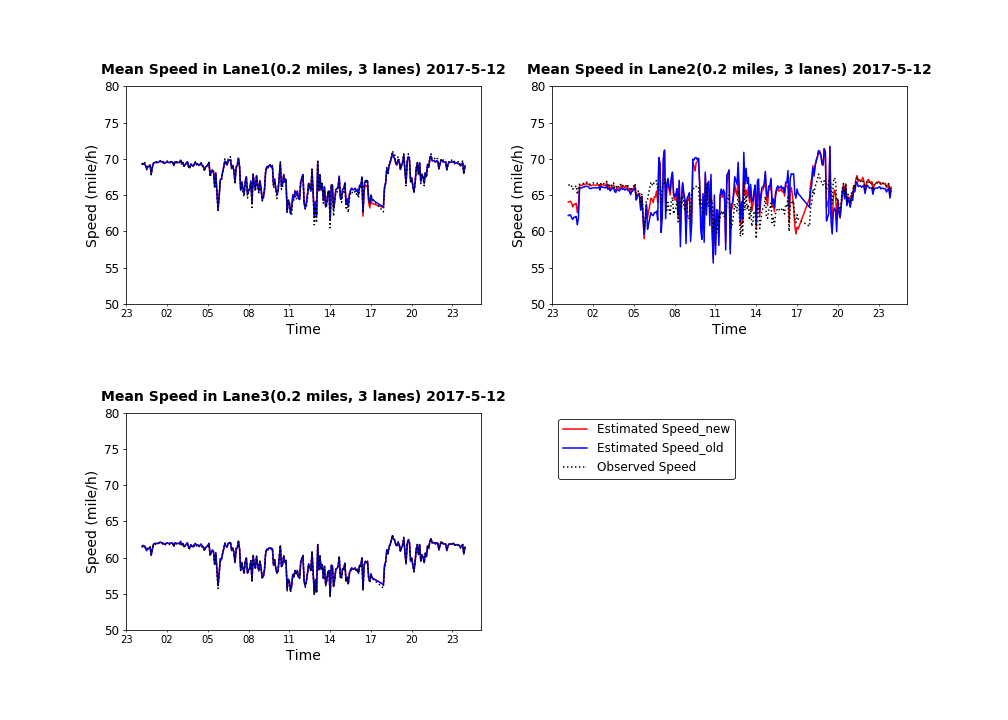 Mean Speed in Lane1(0.2 miles, 3 lanes) 2017-5-12
80
75
70
65
60
55
50
Speed (mile/h)
23 02 05 08 11 14 17 20 23
Time
Mean Speed in Lane2(0.2 miles, 3 lanes) 2017-5-12
80
75
70
65
60
55
50
Speed (mile/h)
23 02 05 08 11 14 17 20 23
Time
Mean Speed in Lane3(0.2 miles, 3 lanes) 2017-5-12
80
75
70
65
60
55
50
Speed (mile/h)
23 02 05 08 11 14 17 20 23
Time
Estimated Speed_new
Estimated Speed_old
Observed Speed